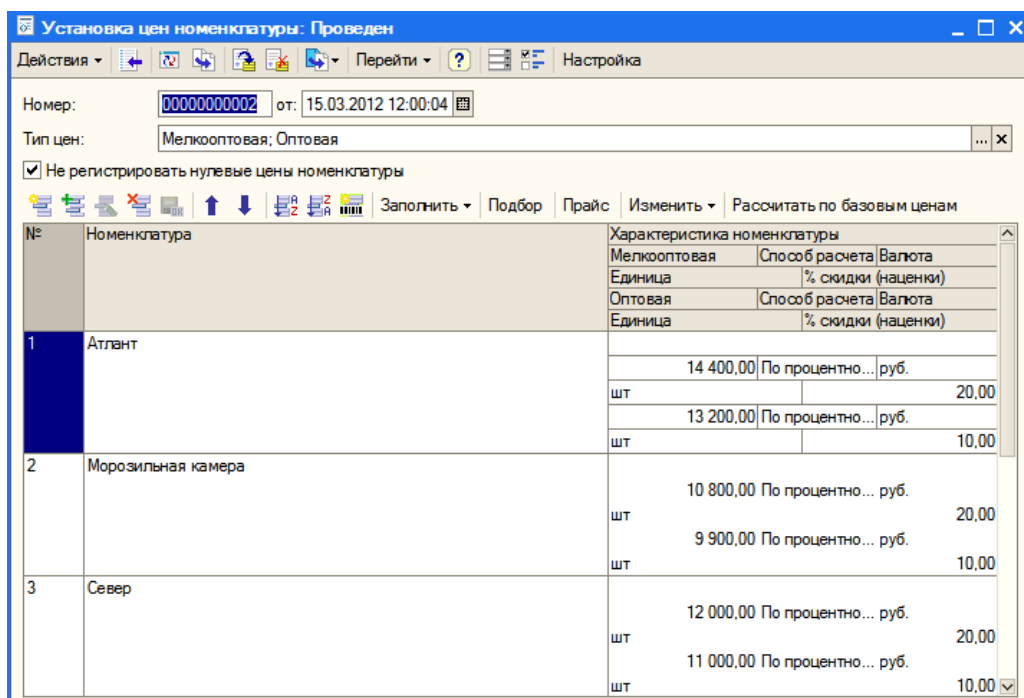 Установка цен номенклатуры: Проведен
Действия Перейти ? Настройка
Номер: 00000000002 от: 15.03.2012 12:00:04
Тип цен: Мелкооптовая; Оптовая ... x
Не регистрировать нулевые цены номенклатуры
Заполнить Подбор Прайс Изменить Рассчитать по базовым ценам
№ Номенклатура Характеристика номенклатуры
Мелкооптовая Способ расчета Валюта
Единица % скидки (наценки)
Оптовая Способ расчета Валюта
Единица % скидки (наценки)
1 Атлант
14 400,00 По процентно... руб.
шт 20,00
13 200,00 По процентно... руб.
шт 10,00
2 Морозильная камера
10 800,00 По процентно... руб.
шт 20,00
9 900,00 По процентно... руб.
шт 10,00
3 Север
12 000,00 По процентно... руб.
шт 20,00
11 000,00 По процентно... руб.
шт 10,00